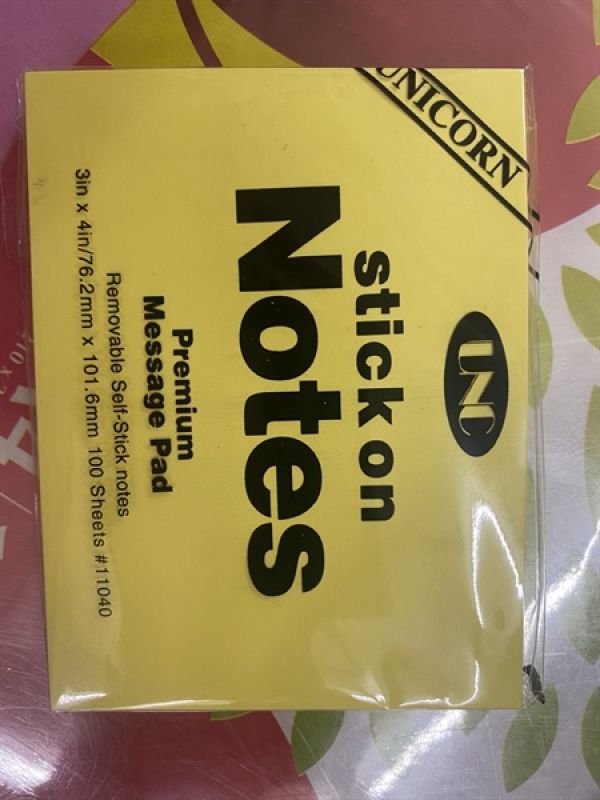 UNICORN
UNC
stick on
Notes
Premium
Message Pad
Removable Self-Stick notes
3in x 4in/76.2mm x 101.6mm 100 Sheets #11040